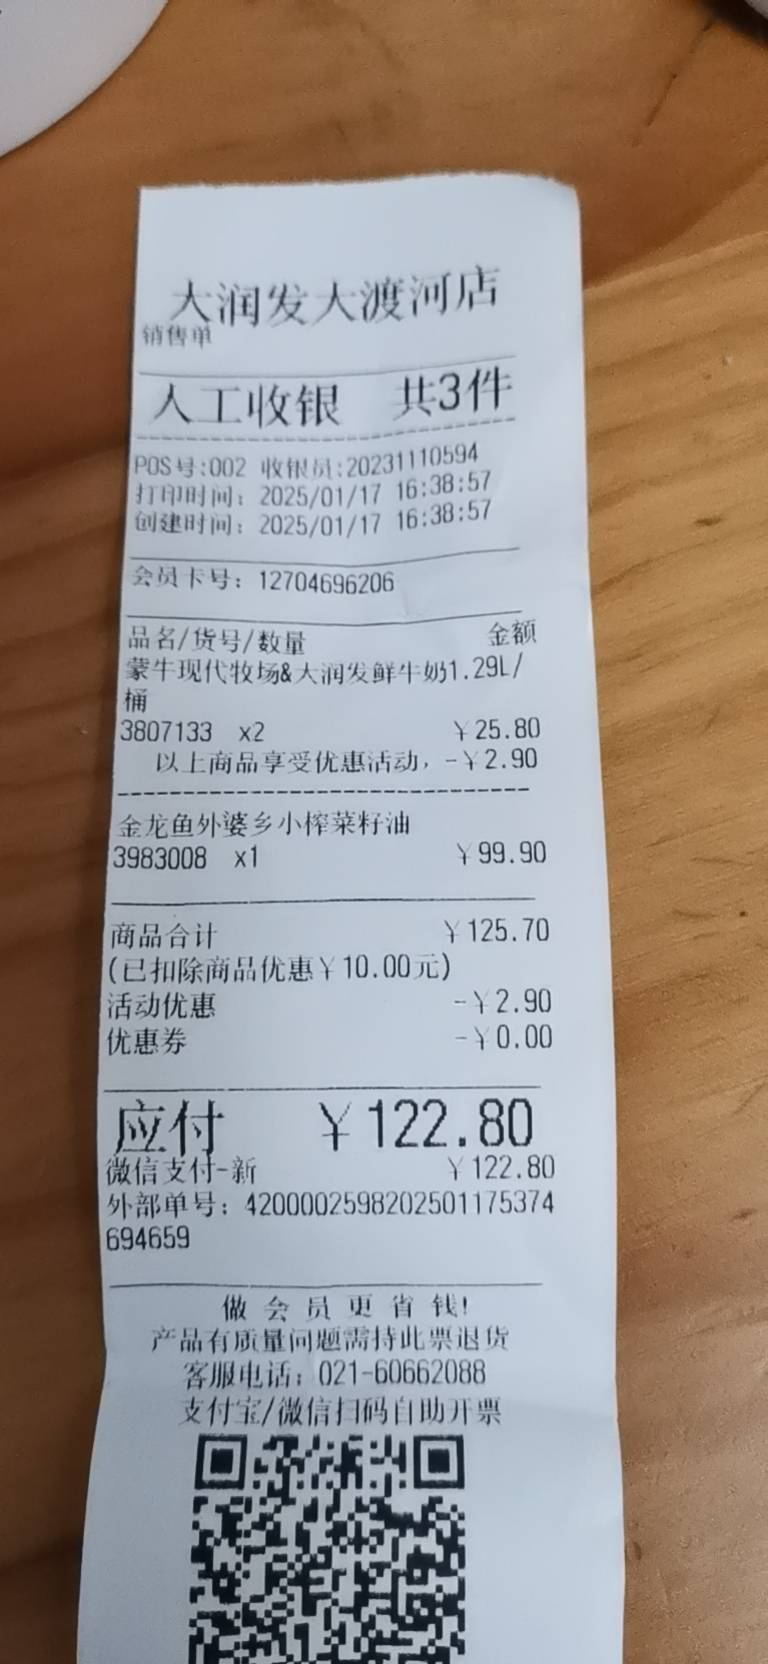 大润发大渡河店
销售单
人工收银 共3件
POS号:002 收银员:20231110594
打印时间: 2025/01/17 16:38:57
创建时间: 2025/01/17 16:38:57
会员卡号: 12704696206
品名/货号/数量 金额
蒙牛现代牧场&大润发鲜牛奶1.29L/
桶
3807133 x2 ￥25.80
以上商品享受优惠活动, -￥2.90
金龙鱼外婆乡小榨菜籽油
3983008 x1 ￥99.90
商品合计 ￥125.70
(已扣除商品优惠￥10.00元)
活动优惠 -￥2.90
优惠券 -￥0.00
应付 ￥122.80
微信支付-新 ￥122.80
外部单号: 4200002598202501175374
694659
做会员更省钱!
产品有质量问题需持此票退货
客服电话: 021-60662088
支付宝/微信扫码自助开票